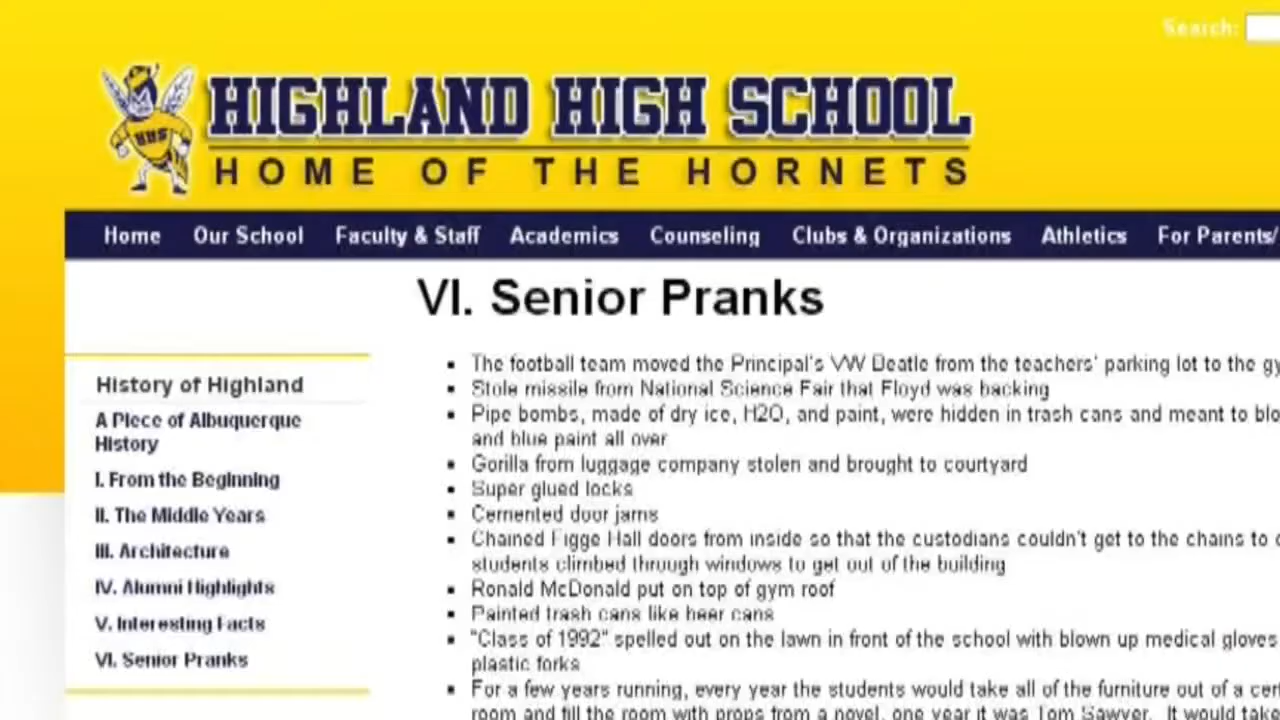 Search:
HHS
HIGHLAND HIGH SCHOOL
HOME OF THE HORNETS
Home Our School Faculty & Staff Academics Counseling Clubs & Organizations Athletics For Parents/
VI. Senior Pranks
The football team moved the Principal's VW Beatle from the teachers' parking lot to the gy
Stole missile from National Science Fair that Floyd was backing
Pipe bombs, made of dry ice, H2O, and paint, were hidden in trash cans and meant to blo
and blue paint all over
Gorilla from luggage company stolen and brought to courtyard
Super glued locks
Cemented door jams
Chained Figge Hall doors from inside so that the custodians couldn't get to the chains to
students climbed through windows to get out of the building
Ronald McDonald put on top of gym roof
Painted trash cans like beer cans
"Class of 1992" spelled out on the lawn in front of the school with blown up medical gloves
plastic forks
For a few years running, every year the students would take all of the furniture out of a cert
room and fill the room with props from a novel, one year it was Tom Sawyer. It would take
History of Highland
A Piece of Albuquerque
History
I. From the Beginning
II. The Middle Years
III. Architecture
IV. Alumni Highlights
V. Interesting Facts
VI. Senior Pranks